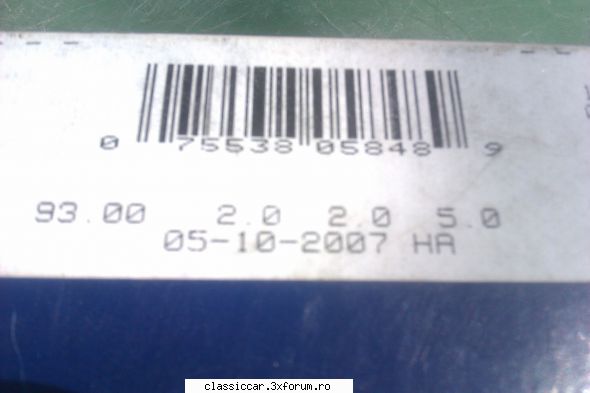 0 75538 05848 9
93.00 2.0 2.0 5.0
05-10-2007 HA
classiccar.3xforum.ro